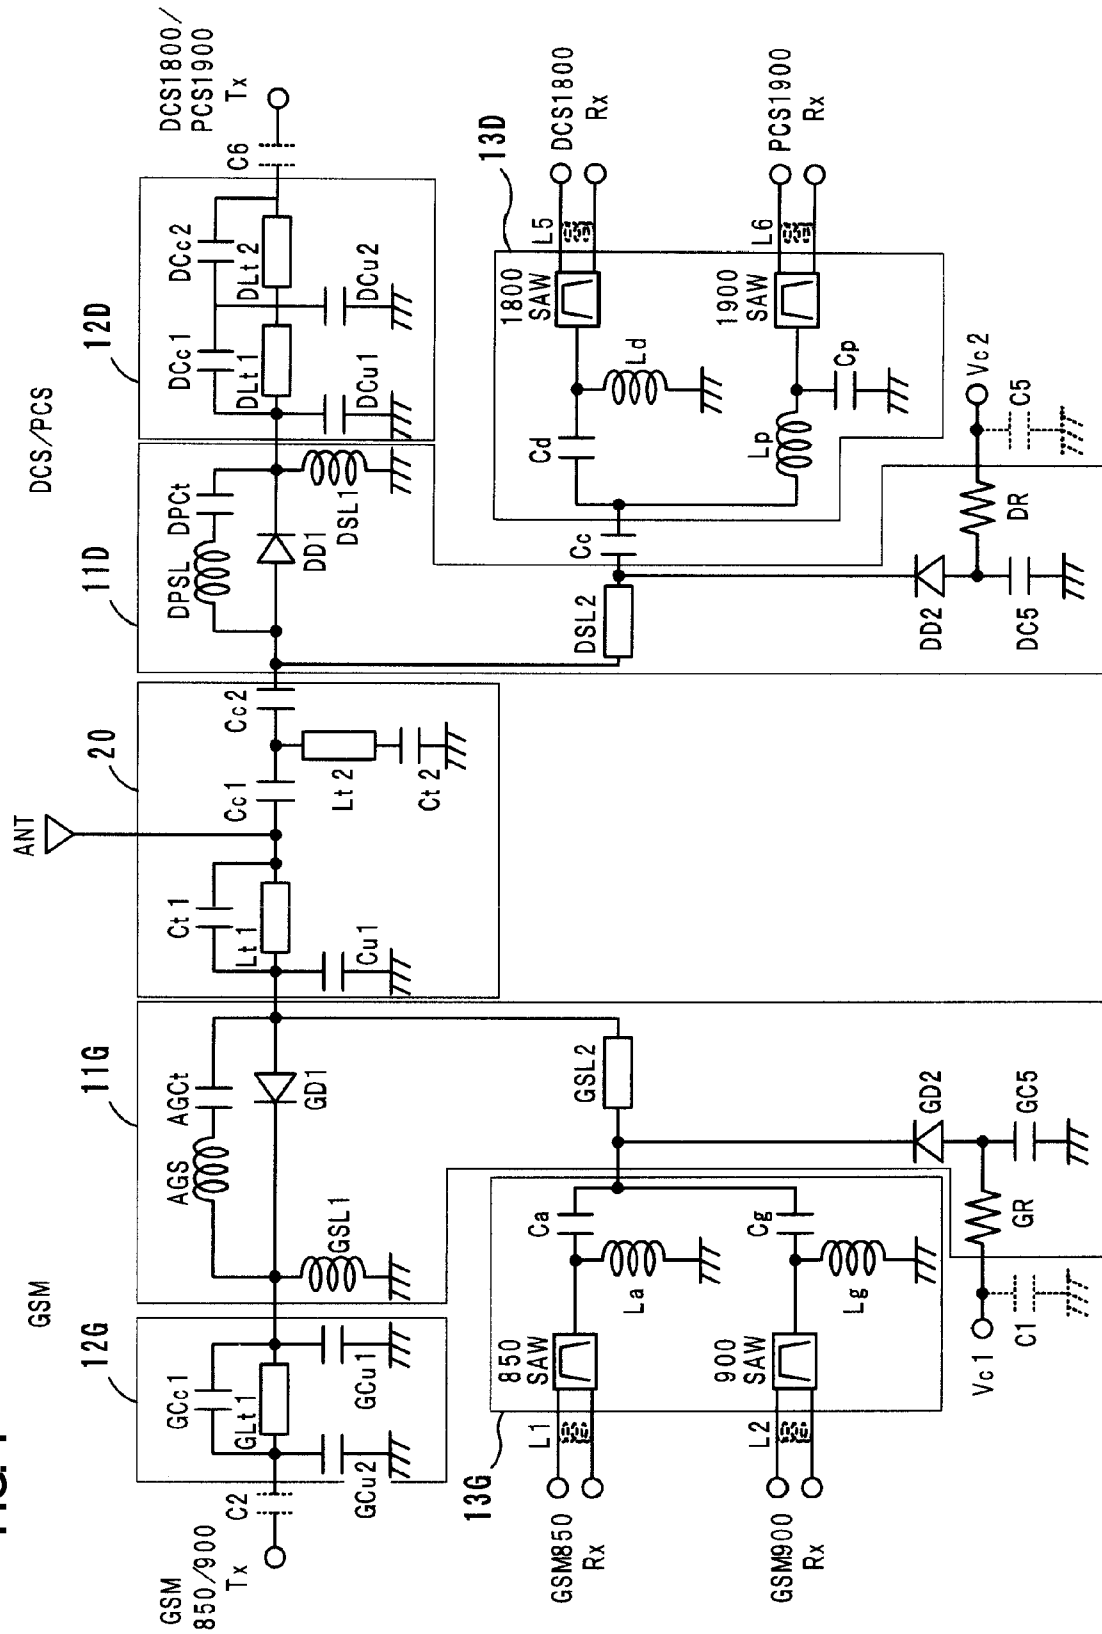 GSM
DCS/PCS
ANT
12G
11G
20
11D
12D
GSM
850/900
Tx
C2
GCc1
GLt1
GCu2
GCu1
AGS
AGCt
GD1
GSL1
Ct1
Lt1
Cu1
Cc1
Cc2
Lt2
Ct2
DPSL
DPCt
DD1
DSL1
DCc1
DCc2
DLt1
DLt2
DCu1
DCu2
C6
DCS1800/
PCS1900
Tx
13G
GSM850
Rx
L1
850
SAW
La
Ca
GSL2
GSM900
Rx
L2
900
SAW
Lg
Cg
Vc1
C1
GR
GD2
GC5
DSL2
Cc
Cd
Ld
1800
SAW
L5
DCS1800
Rx
13D
Lp
Cp
1900
SAW
L6
PCS1900
Rx
DD2
DC5
DR
Vc2
C5